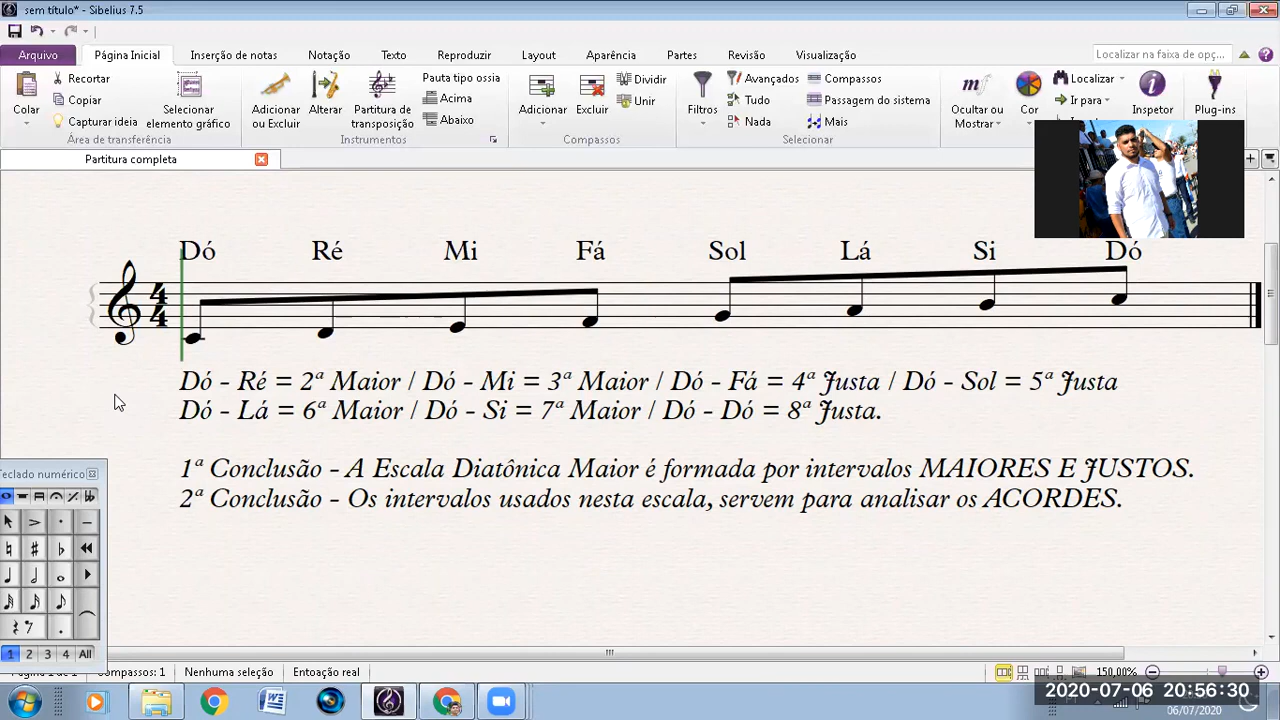 sem título* - Sibelius 7.5
Arquivo Página Inicial Inserção de notas Notação Texto Reproduzir Layout Aparência Partes Revisão Visualização Localizar na faixa de opç...
Colar Recortar Copiar Capturar ideia Selecionar elemento gráfico
Área de transferência
Adicionar ou Excluir Alterar Partitura de transposição Pauta tipo ossia Acima Abaixo
Instrumentos
Adicionar Excluir Dividir Unir
Compassos
Filtros Avançados Tudo Nada Compassos Passagem do sistema Mais
Selecionar
Ocultar ou Mostrar Cor Localizar Ir para Inspetor Plug-ins
Partitura completa
Dó Ré Mi Fá Sol Lá Si Dó
4
4
Dó - Ré = 2ª Maior / Dó - Mi = 3ª Maior / Dó - Fá = 4ª Justa / Dó - Sol = 5ª Justa
Dó - Lá = 6ª Maior / Dó - Si = 7ª Maior / Dó - Dó = 8ª Justa.
1ª Conclusão - A Escala Diatônica Maior é formada por intervalos MAIORES E JUSTOS.
2ª Conclusão - Os intervalos usados nesta escala, servem para analisar os ACORDES.
Teclado numérico
1 2 3 4 All
Compassos: 1 Nenhuma seleção Entoação real 150,00%
2020-07-06 20:56:30
06/07/2020